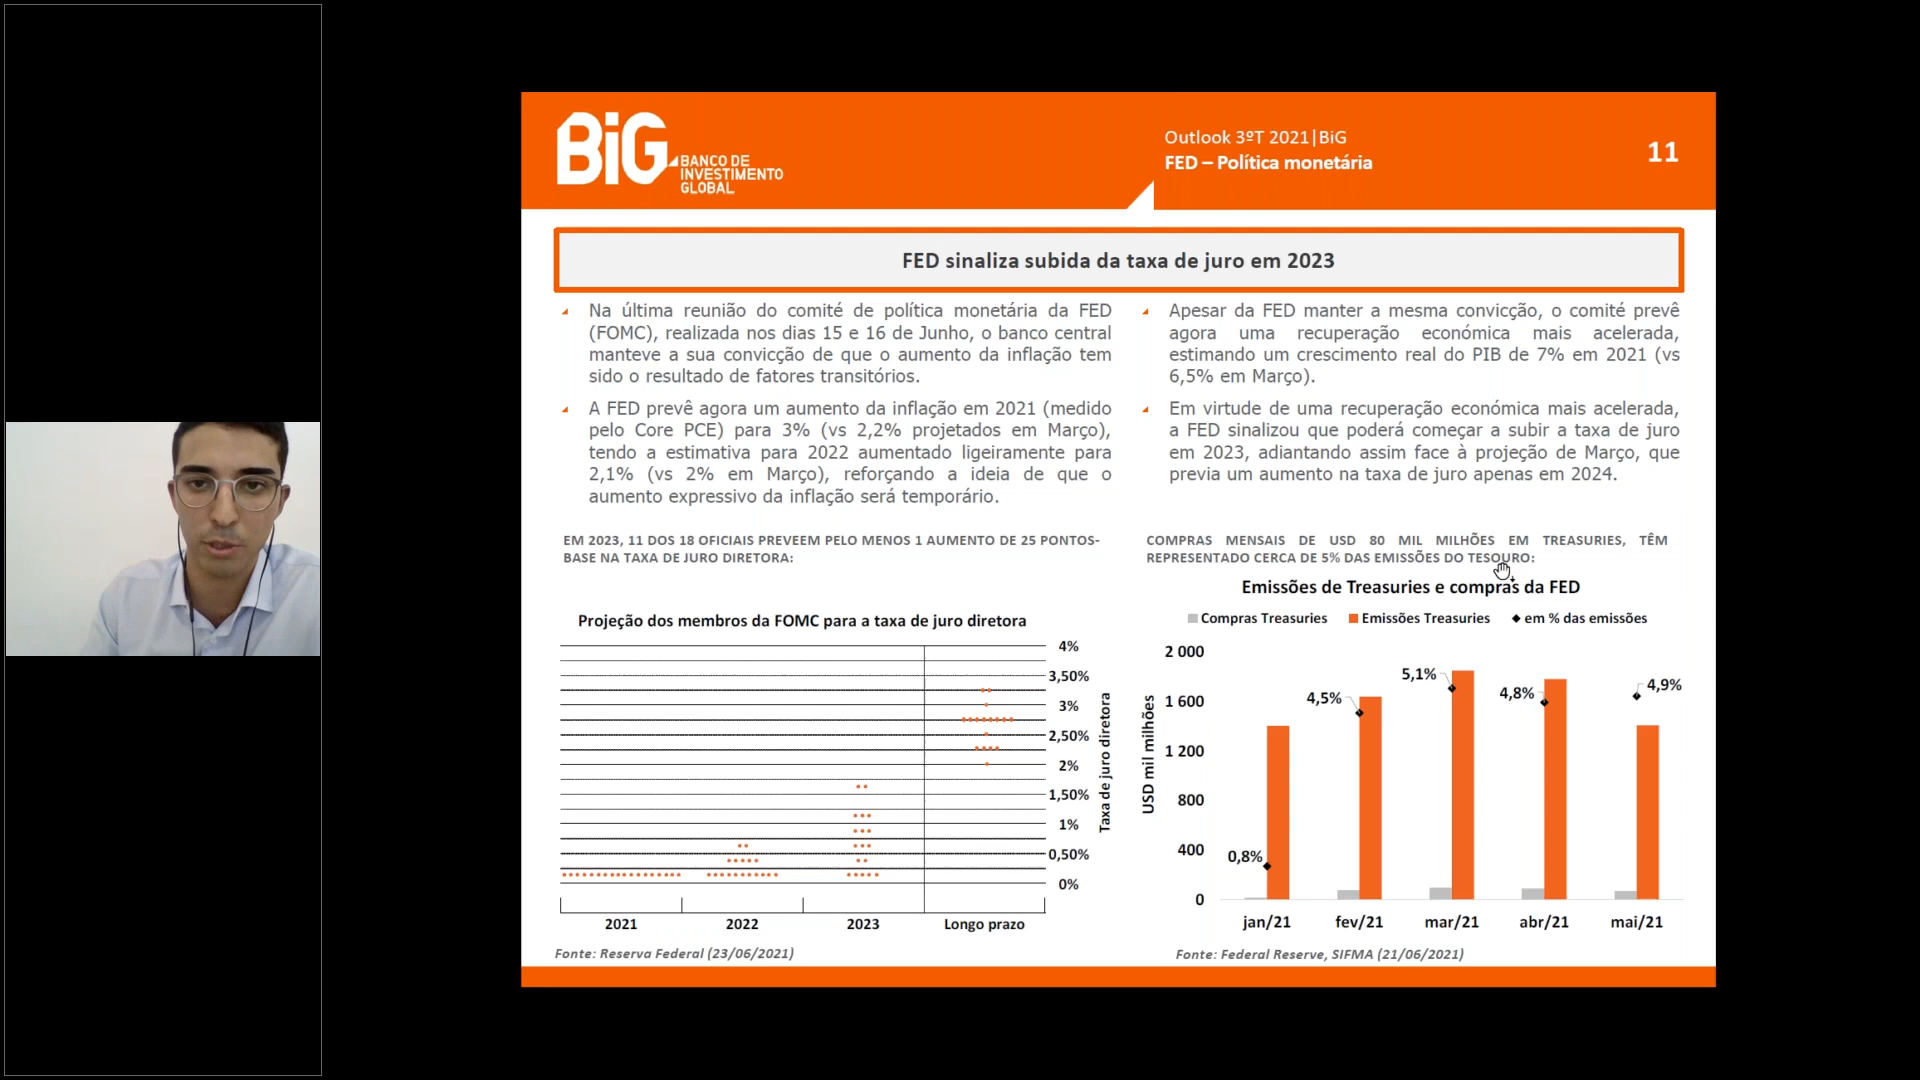 BiG
BANCO DE
INVESTIMENTO
GLOBAL
Outlook 3ºT 2021|BiG
FED – Política monetária
11
FED sinaliza subida da taxa de juro em 2023
Na última reunião do comité de política monetária da FED
(FOMC), realizada nos dias 15 e 16 de Junho, o banco central
manteve a sua convicção de que o aumento da inflação tem
sido o resultado de fatores transitórios.
A FED prevê agora um aumento da inflação em 2021 (medido
pelo Core PCE) para 3% (vs 2,2% projetados em Março),
tendo a estimativa para 2022 aumentado ligeiramente para
2,1% (vs 2% em Março), reforçando a ideia de que o
aumento expressivo da inflação será temporário.
Apesar da FED manter a mesma convicção, o comité prevê
agora uma recuperação económica mais acelerada,
estimando um crescimento real do PIB de 7% em 2021 (vs
6,5% em Março).
Em virtude de uma recuperação económica mais acelerada,
a FED sinalizou que poderá começar a subir a taxa de juro
em 2023, adiantando assim face à projeção de Março, que
previa um aumento na taxa de juro apenas em 2024.
EM 2023, 11 DOS 18 OFICIAIS PREVEEM PELO MENOS 1 AUMENTO DE 25 PONTOS-
BASE NA TAXA DE JURO DIRETORA:
Projeção dos membros da FOMC para a taxa de juro diretora
4%
3,50%
3%
2,50%
2%
1,50%
1%
0,50%
0%
Taxa de juro diretora
2021 2022 2023 Longo prazo
Fonte: Reserva Federal (23/06/2021)
COMPRAS MENSAIS DE USD 80 MIL MILHÕES EM TREASURIES, TÊM
REPRESENTADO CERCA DE 5% DAS EMISSÕES DO TESOURO:
Emissões de Treasuries e compras da FED
Compras Treasuries Emissões Treasuries em % das emissões
USD mil milhões
2 000
1 600
1 200
800
400
0
0,8%
4,5%
5,1%
4,8%
4,9%
jan/21 fev/21 mar/21 abr/21 mai/21
Fonte: Federal Reserve, SIFMA (21/06/2021)